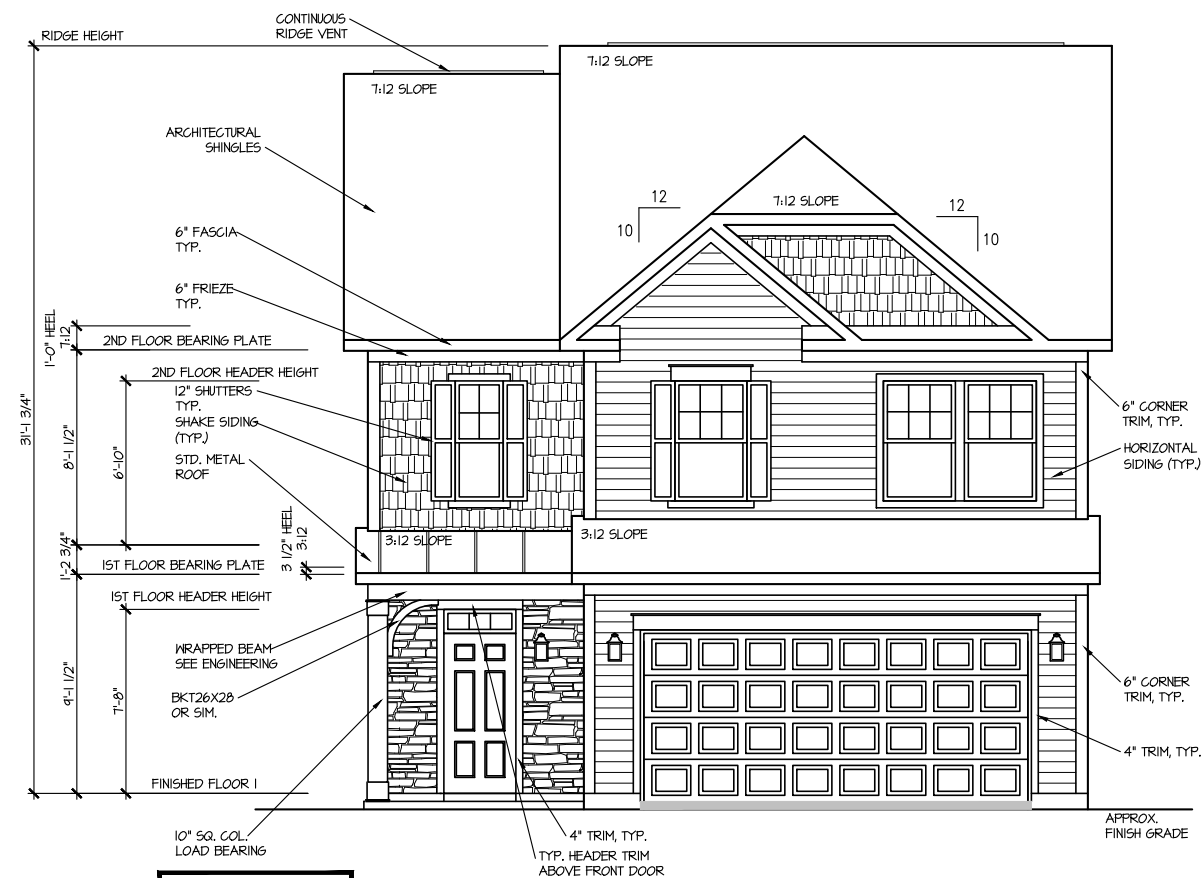 CONTINUOUS
RIDGE VENT
RIDGE HEIGHT
7:12 SLOPE
7:12 SLOPE
ARCHITECTURAL
SHINGLES
12
10
7:12 SLOPE
12
10
6" FASCIA
TYP.
6" FRIEZE
TYP.
1'-0" HEEL
7:12
2ND FLOOR BEARING PLATE
2ND FLOOR HEADER HEIGHT
12" SHUTTERS
TYP.
SHAKE SIDING
(TYP.)
STD. METAL
ROOF
6" CORNER
TRIM, TYP.
HORIZONTAL
SIDING (TYP.)
31'-1 3/4"
8'-1 1/2"
6'-10"
1'-2 3/4"
3 1/2" HEEL
3:12
3:12 SLOPE
3:12 SLOPE
1ST FLOOR BEARING PLATE
1ST FLOOR HEADER HEIGHT
WRAPPED BEAM
SEE ENGINEERING
BKT26X28
OR SIM.
9'-1 1/2"
7'-8"
6" CORNER
TRIM, TYP.
4" TRIM, TYP.
FINISHED FLOOR 1
APPROX.
FINISH GRADE
10" SQ. COL.
LOAD BEARING
4" TRIM, TYP.
TYP. HEADER TRIM
ABOVE FRONT DOOR